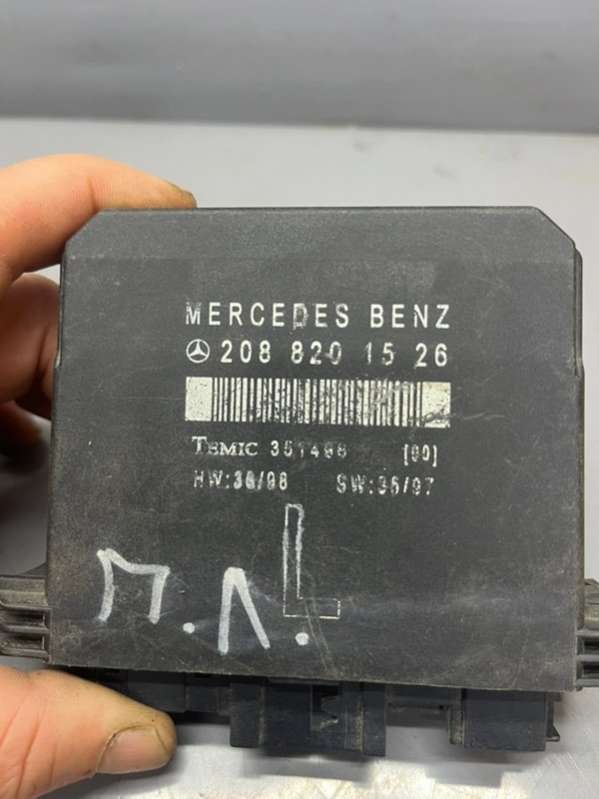 MERCEDES BENZ
208 820 15 26
TEMIC 351498 [00]
HW:36/98 SW:35/97
L
П.Л.